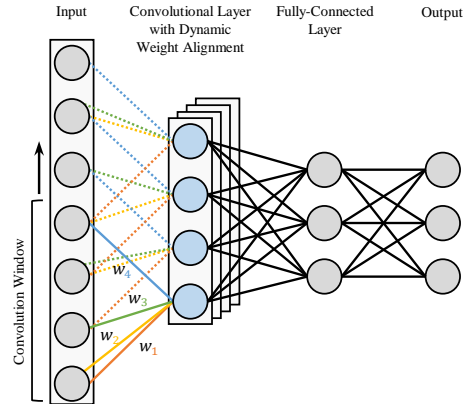 Input
Convolutional Layer
with Dynamic
Weight Alignment
Fully-Connected
Layer
Output
Convolution Window
w4
w3
w2
w1